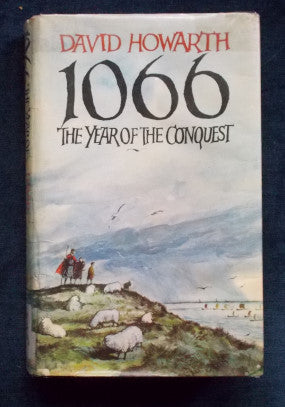 DAVID HOWARTH
1066
THE YEAR OF THE CONQUEST